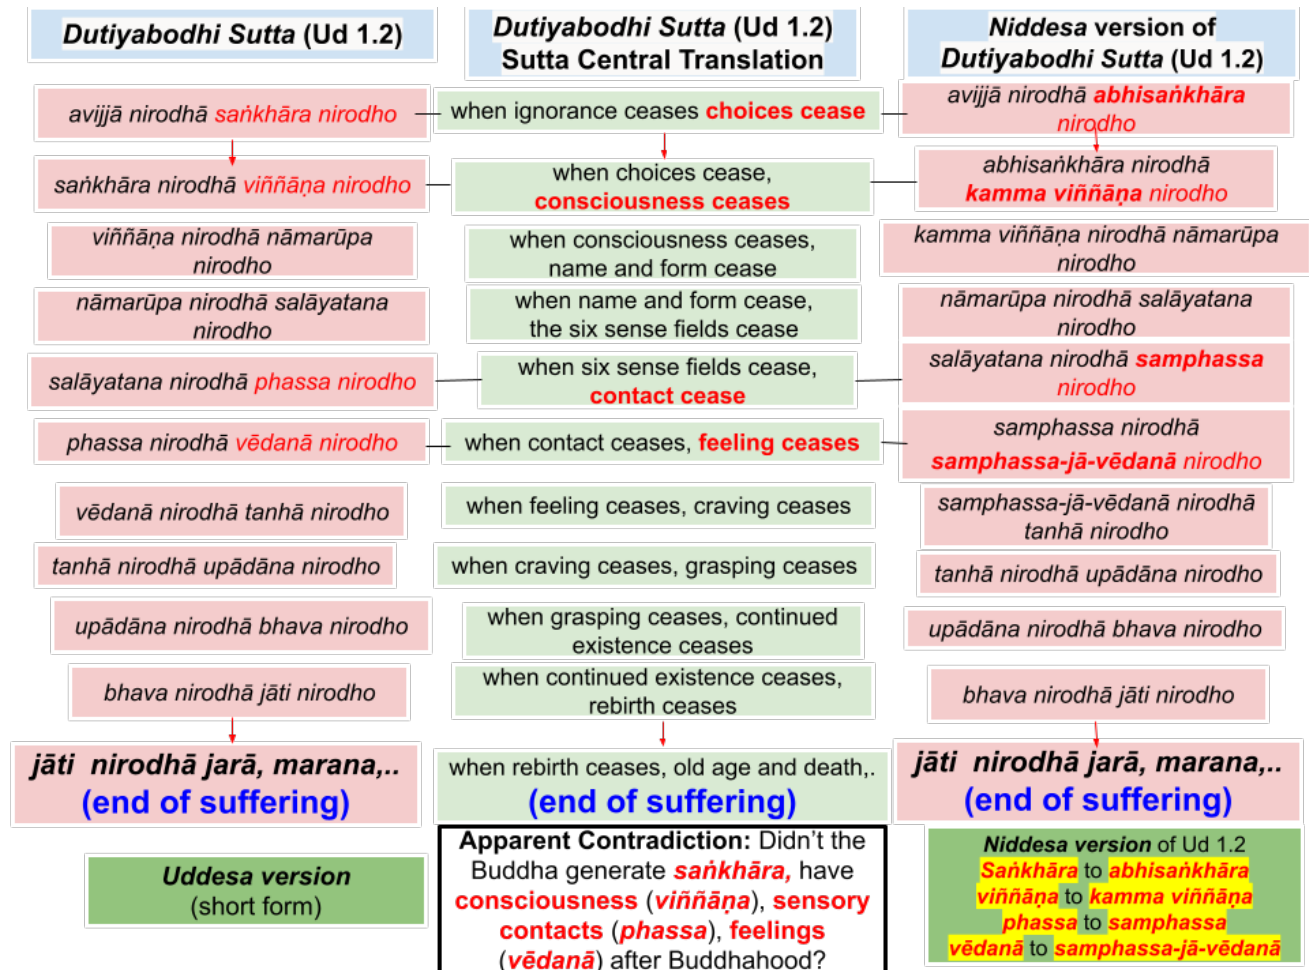 Dutiyabodhi Sutta (Ud 1.2)
avijjā nirodhā saṅkhāra nirodho
saṅkhāra nirodhā viññāṇa nirodho
viññāṇa nirodhā nāmarūpa
nirodho
nāmarūpa nirodhā salāyatana
nirodho
salāyatana nirodhā phassa nirodho
phassa nirodhā vēdanā nirodho
vēdanā nirodhā tanhā nirodho
tanhā nirodhā upādāna nirodho
upādāna nirodhā bhava nirodho
bhava nirodhā jāti nirodho
jāti nirodhā jarā, marana,..
(end of suffering)
Uddesa version
(short form)
Dutiyabodhi Sutta (Ud 1.2)
Sutta Central Translation
when ignorance ceases choices cease
when choices cease,
consciousness ceases
when consciousness ceases,
name and form cease
when name and form cease,
the six sense fields cease
when six sense fields cease,
contact cease
when contact ceases, feeling ceases
when feeling ceases, craving ceases
when craving ceases, grasping ceases
when grasping ceases, continued
existence ceases
when continued existence ceases,
rebirth ceases
when rebirth ceases, old age and death,.
(end of suffering)
Apparent Contradiction: Didn’t the
Buddha generate saṅkhāra, have
consciousness (viññāṇa), sensory
contacts (phassa), feelings
(vēdanā) after Buddhahood?
Niddesa version of
Dutiyabodhi Sutta (Ud 1.2)
avijjā nirodhā abhisaṅkhāra
nirodho
abhisaṅkhāra nirodhā
kamma viññāṇa nirodho
kamma viññāṇa nirodhā nāmarūpa
nirodho
nāmarūpa nirodhā salāyatana
nirodho
salāyatana nirodhā samphassa
nirodho
samphassa nirodhā
samphassa-jā-vēdanā nirodho
samphassa-jā-vēdanā nirodhā
tanhā nirodho
tanhā nirodhā upādāna nirodho
upādāna nirodhā bhava nirodho
bhava nirodhā jāti nirodho
jāti nirodhā jarā, marana,..
(end of suffering)
Niddesa version of Ud 1.2
Saṅkhāra to abhisaṅkhāra
viññāṇa to kamma viññāṇa
phassa to samphassa
vēdanā to samphassa-jā-vēdanā